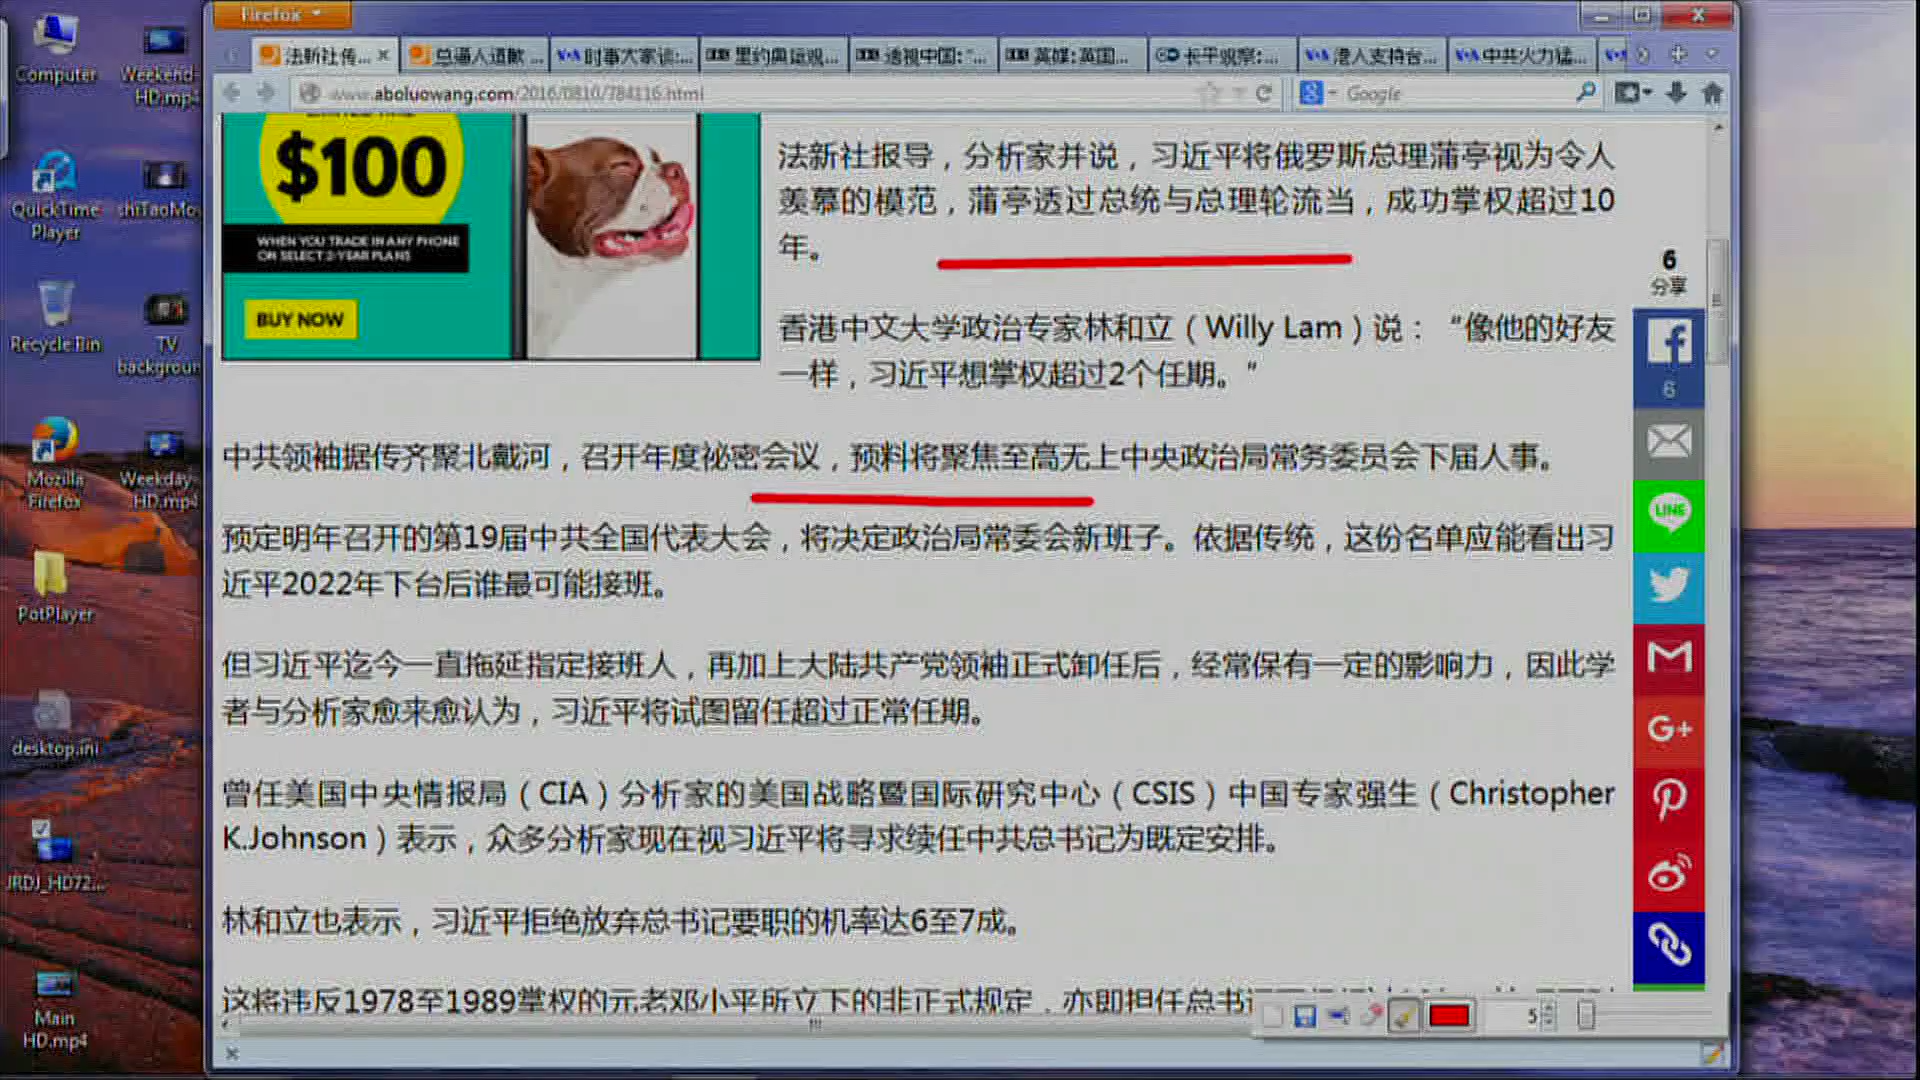 Firefox
法新社传...
总逼人道歉 ...
VOA 时事大家谈:...
BBC 里约奥运观...
BBC 透视中国:"...
BBC 英媒:英国...
卡平观察:...
VOA 港人支持台...
VOA 中共火力猛...
www.aboluowang.com/2016/0810/784116.html
Google
Computer
Weekend-HD.mp4
QuickTime Player
shiTaoMo
Recycle Bin
TV backgroun
Mozilla Firefox
Weekday-HD.mp4
PotPlayer
desktop.ini
JRDJ_HD72...
Main HD.mp4
$100
WHEN YOU TRADE IN ANY PHONE
ON SELECT 2-YEAR PLANS
BUY NOW
法新社报导，分析家并说，习近平将俄罗斯总理蒲亭视为令人
羡慕的模范，蒲亭透过总统与总理轮流当，成功掌权超过10
年。
香港中文大学政治专家林和立（Willy Lam）说：“像他的好友
一样，习近平想掌权超过2个任期。”
中共领袖据传齐聚北戴河，召开年度祕密会议，预料将聚焦至高无上中央政治局常务委员会下届人事。
预定明年召开的第19届中共全国代表大会，将决定政治局常委会新班子。依据传统，这份名单应能看出习
近平2022年下台后谁最可能接班。
但习近平迄今一直拖延指定接班人，再加上大陆共产党领袖正式卸任后，经常保有一定的影响力，因此学
者与分析家愈来愈认为，习近平将试图留任超过正常任期。
曾任美国中央情报局（CIA）分析家的美国战略暨国际研究中心（CSIS）中国专家强生（Christopher
K.Johnson）表示，众多分析家现在视习近平将寻求续任中共总书记为既定安排。
林和立也表示，习近平拒绝放弃总书记要职的机率达6至7成。
这将违反1978至1989掌权的元老邓小平所立下的非正式规定，亦即担任总书
6
分享
6
LINE
G+
5